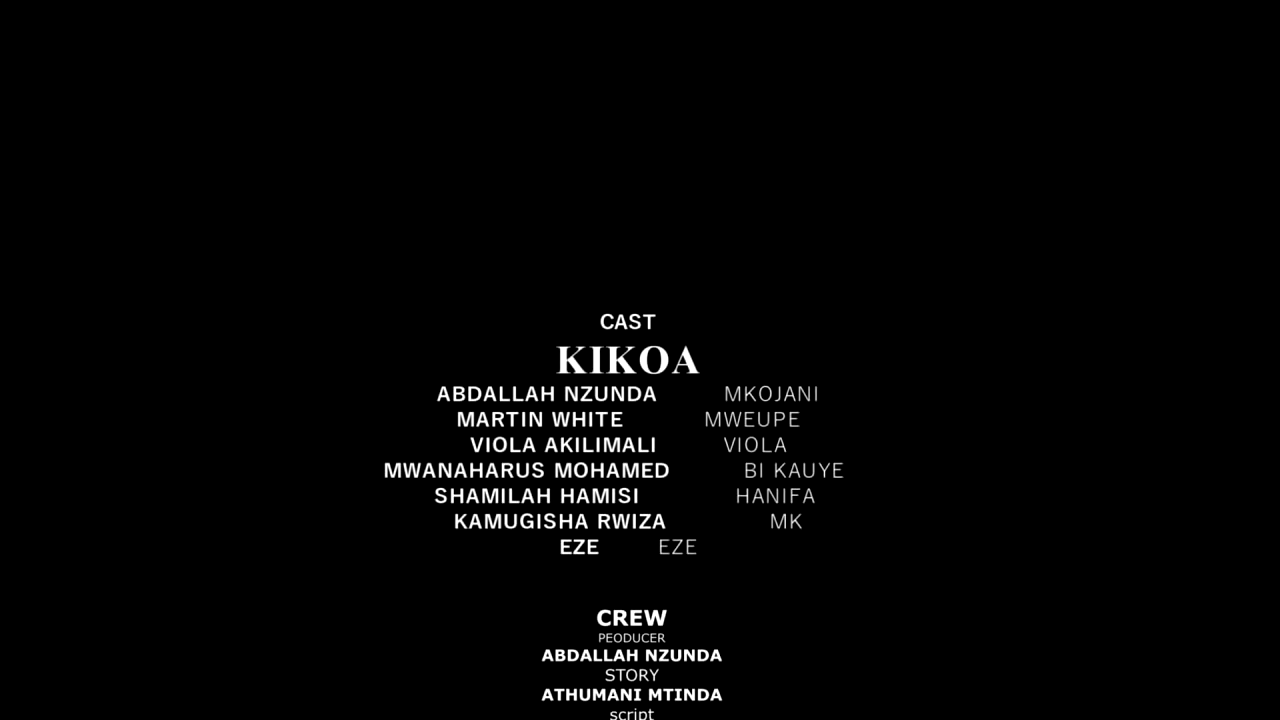 CAST
KIKOA
ABDALLAH NZUNDA MKOJANI
MARTIN WHITE MWEUPE
VIOLA AKILIMALI VIOLA
MWANAHARUS MOHAMED BI KAUYE
SHAMILAH HAMISI HANIFA
KAMUGISHA RWIZA MK
EZE EZE
CREW
PEODUCER
ABDALLAH NZUNDA
STORY
ATHUMANI MTINDA
script